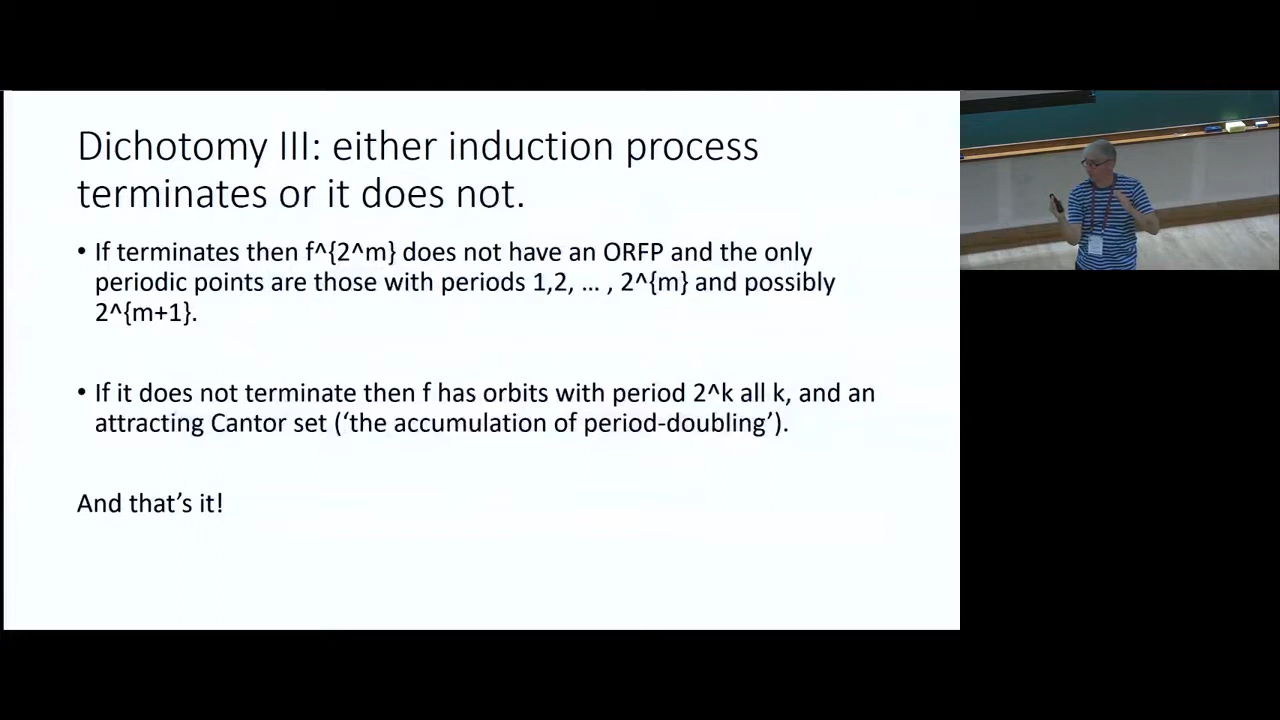 Dichotomy III: either induction process
terminates or it does not.
• If terminates then f^{2^m} does not have an ORFP and the only
periodic points are those with periods 1,2, … , 2^{m} and possibly
2^{m+1}.
• If it does not terminate then f has orbits with period 2^k all k, and an
attracting Cantor set (‘the accumulation of period-doubling’).
And that’s it!